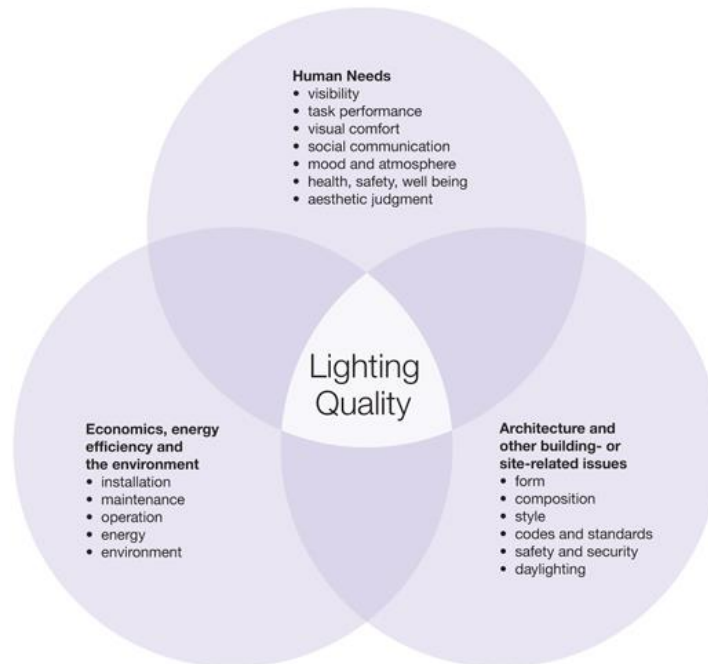 Human Needs
• visibility
• task performance
• visual comfort
• social communication
• mood and atmosphere
• health, safety, well being
• aesthetic judgment
Lighting
Quality
Economics, energy
efficiency and
the environment
• installation
• maintenance
• operation
• energy
• environment
Architecture and
other building- or
site-related issues
• form
• composition
• style
• codes and standards
• safety and security
• daylighting